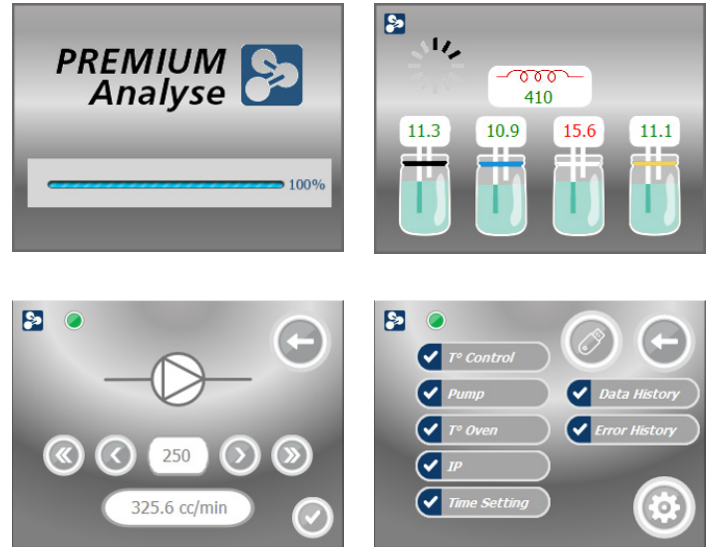 PREMIUM
Analyse
100%
410
11.3 10.9 15.6 11.1
250
325.6 cc/min
T° Control
Pump
T° Oven
IP
Time Setting
Data History
Error History